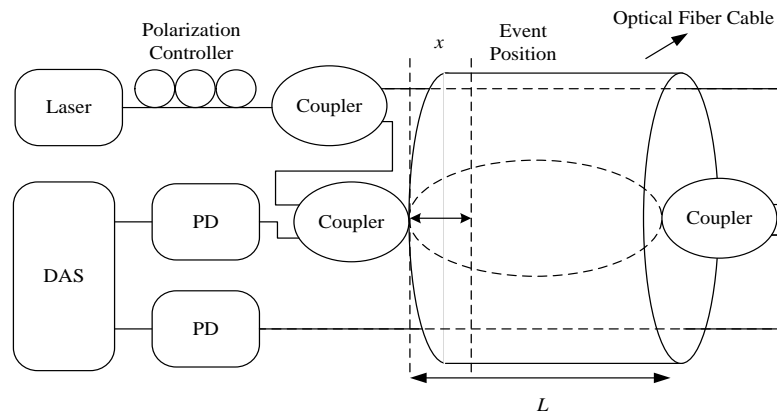 Optical Fiber Cable
Polarization
Controller
x
Event
Position
Laser
Coupler
PD
Coupler
Coupler
DAS
PD
L